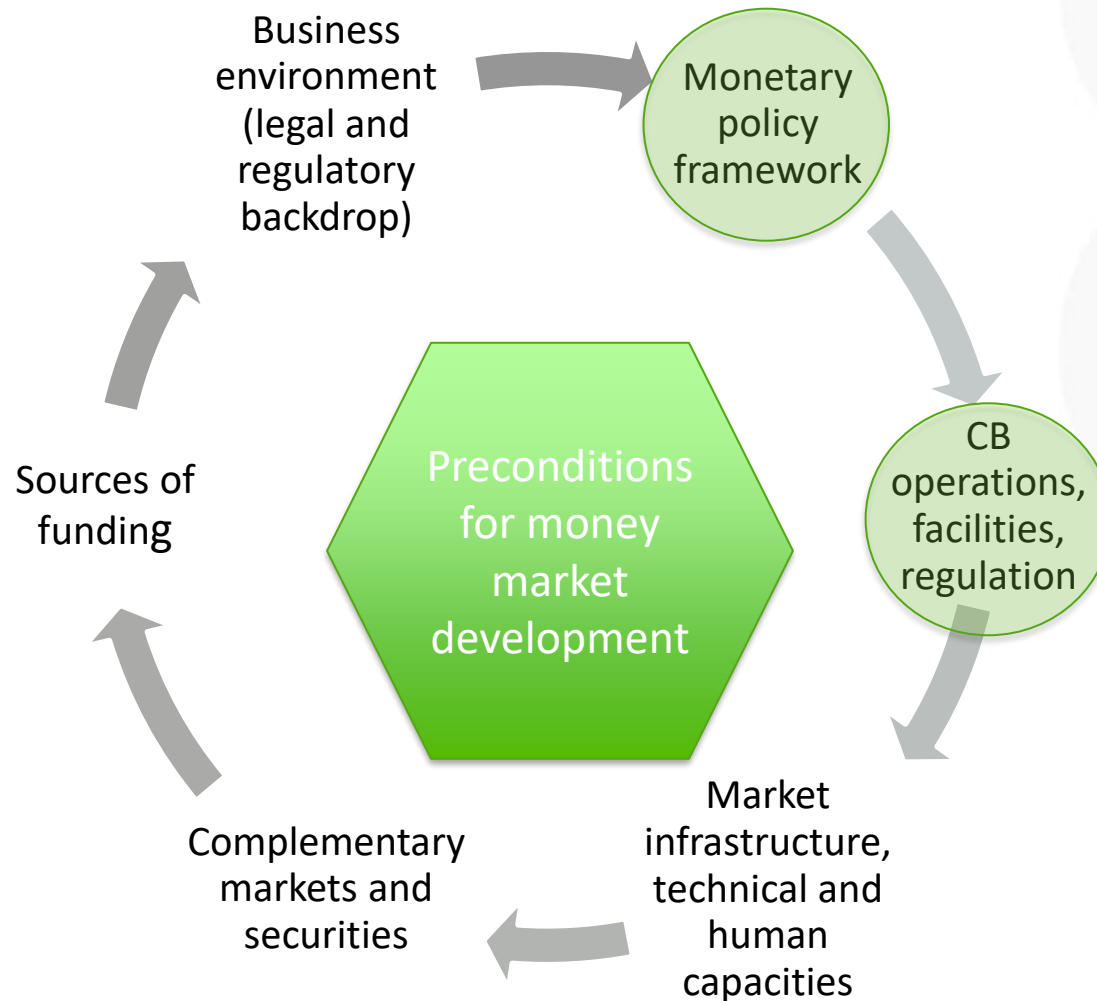 Business
environment
(legal and
regulatory
backdrop)
Monetary
policy
framework
CB
operations,
facilities,
regulation
Market
infrastructure,
technical and
human
capacities
Complementary
markets and
securities
Sources of
funding
Preconditions
for money
market
development